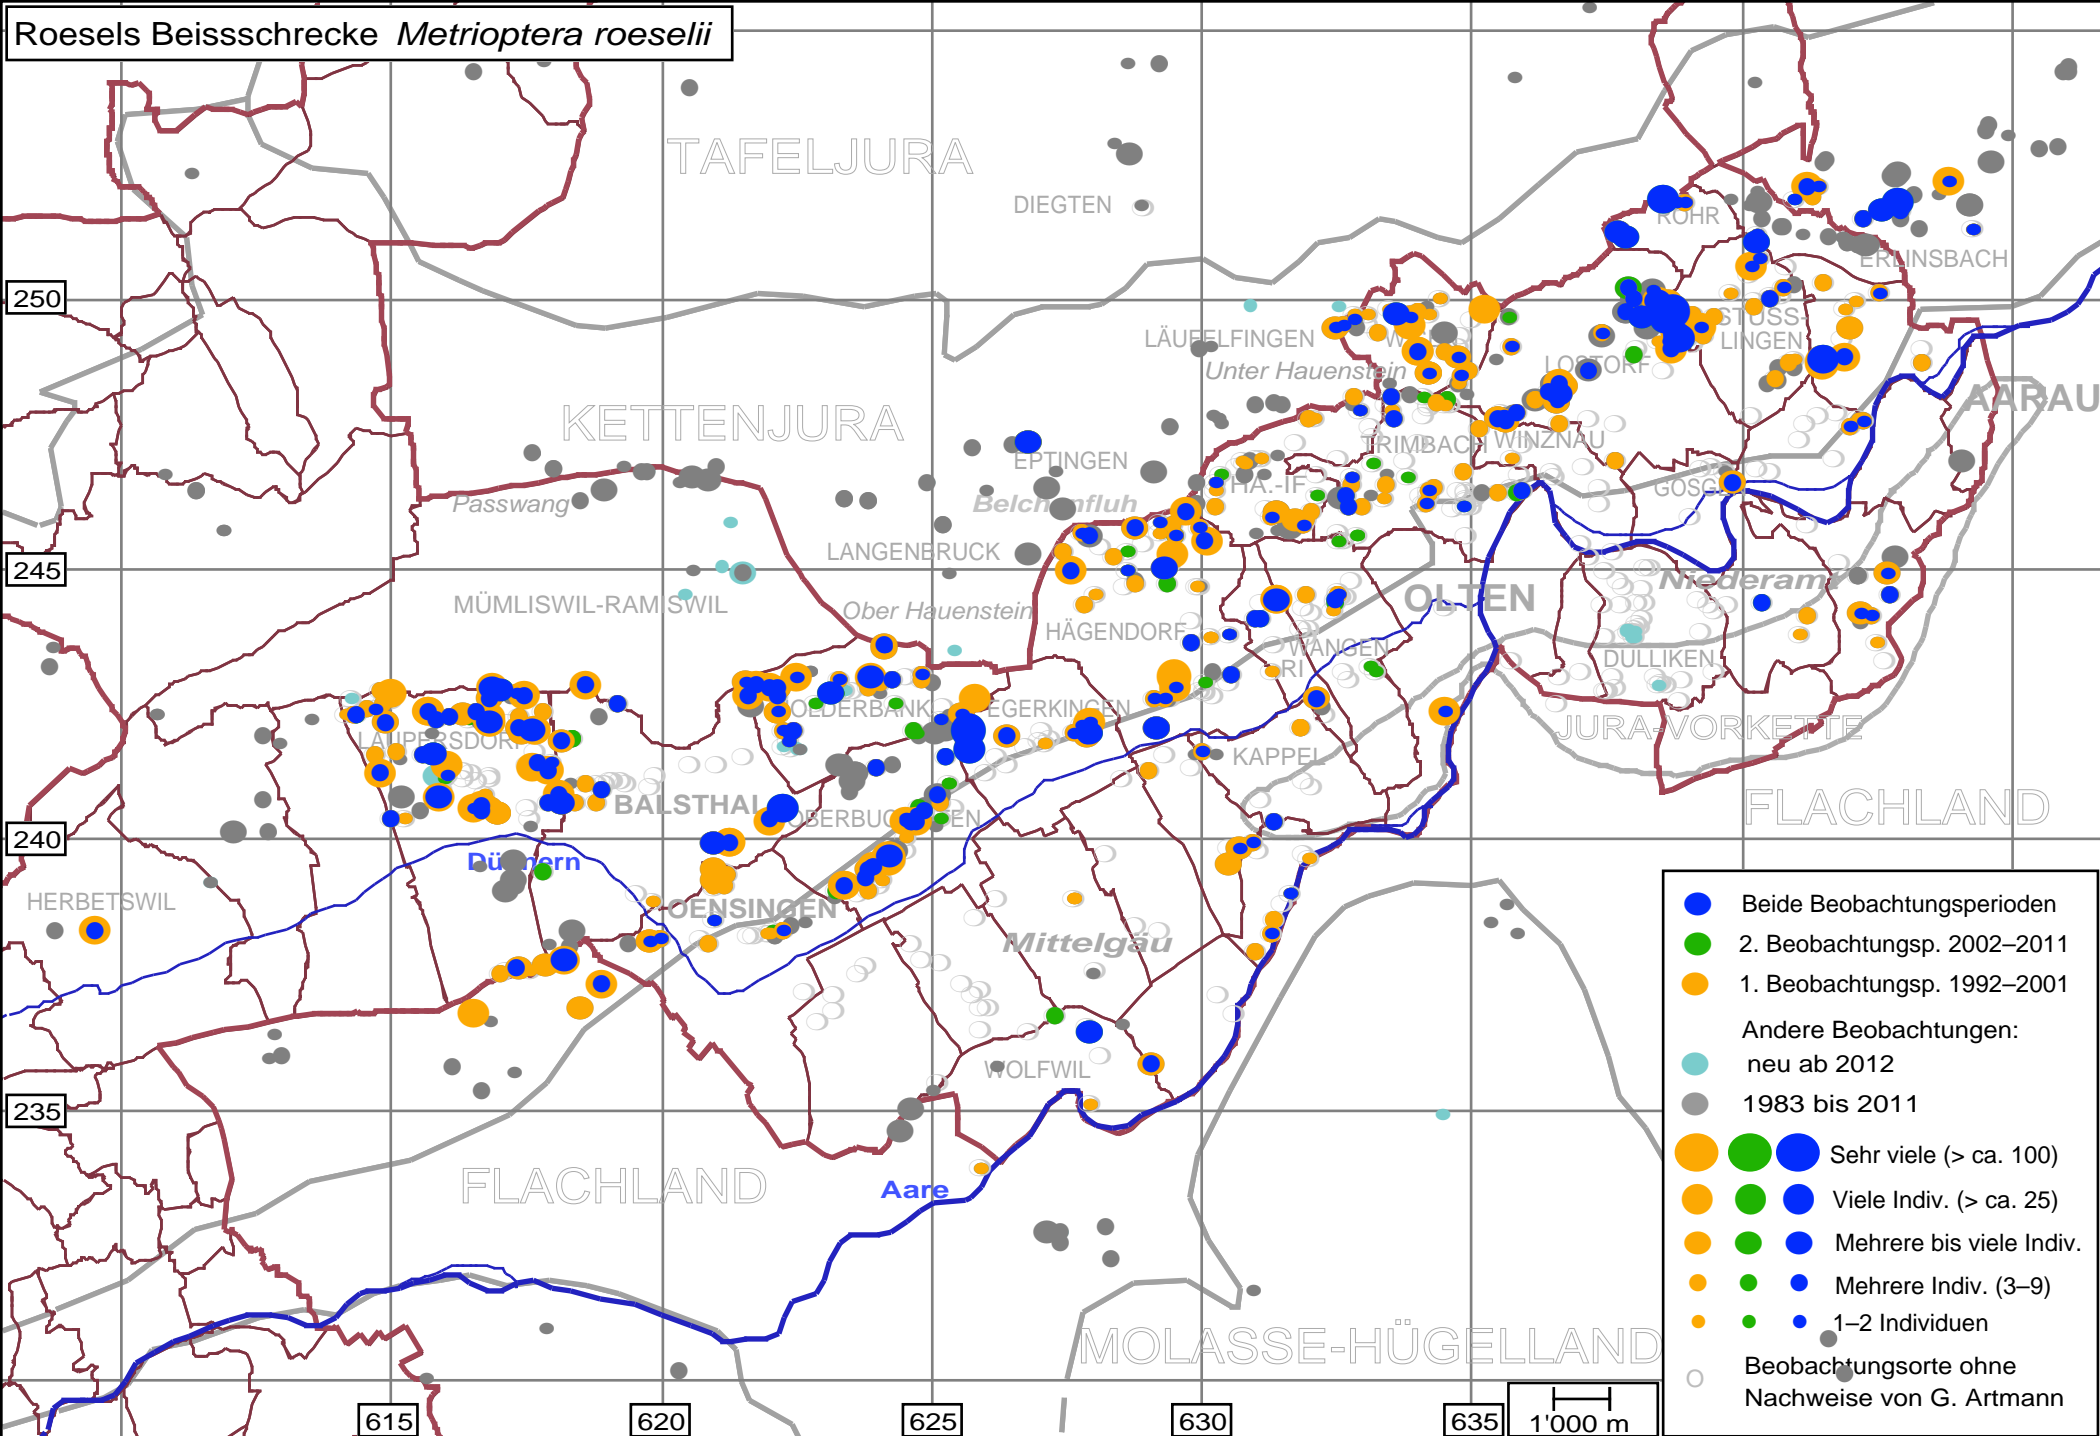 Roesels Beissschrecke Metrioptera roeselii
TAFELJURA
DIEGTEN
ROHR
ERLINSBACH
250
LÄUFELFINGEN
STÜSS-
LINGEN
Unter Hauenstein
LOSTORF
AARAU
KETTENJURA
TRIMBACH
WINZNAU
EPTINGEN
Passwang
Belchenfluh
HA.-IF
LANGENBRUCK
245
MÜMLISWIL-RAMISWIL
Niederamt
OLTEN
Ober Hauenstein
HÄGENDORF
WANGEN
RI
DULLIKEN
EGERKINGEN
LAUPERSDORF
JURA-VORKETTE
KAPPEL
BALSTHAL
FLACHLAND
240
Dünnern
HERBETSWIL
OENSINGEN
Mittelgäu
WOLFWIL
235
FLACHLAND
Aare
MOLASSE-HÜGELLAND
615
620
625
630
635
1'000 m
Beide Beobachtungsperioden
2. Beobachtungsp. 2002–2011
1. Beobachtungsp. 1992–2001
Andere Beobachtungen:
neu ab 2012
1983 bis 2011
Sehr viele (> ca. 100)
Viele Indiv. (> ca. 25)
Mehrere bis viele Indiv.
Mehrere Indiv. (3–9)
1–2 Individuen
Beobachtungsorte ohne
Nachweise von G. Artmann